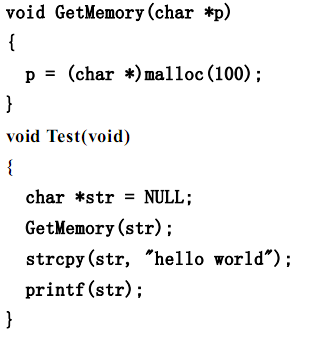 void GetMemory(char *p)
{
p = (char *)malloc(100);
}
void Test(void)
{
char *str = NULL;
GetMemory(str);
strcpy(str, "hello world");
printf(str);
}